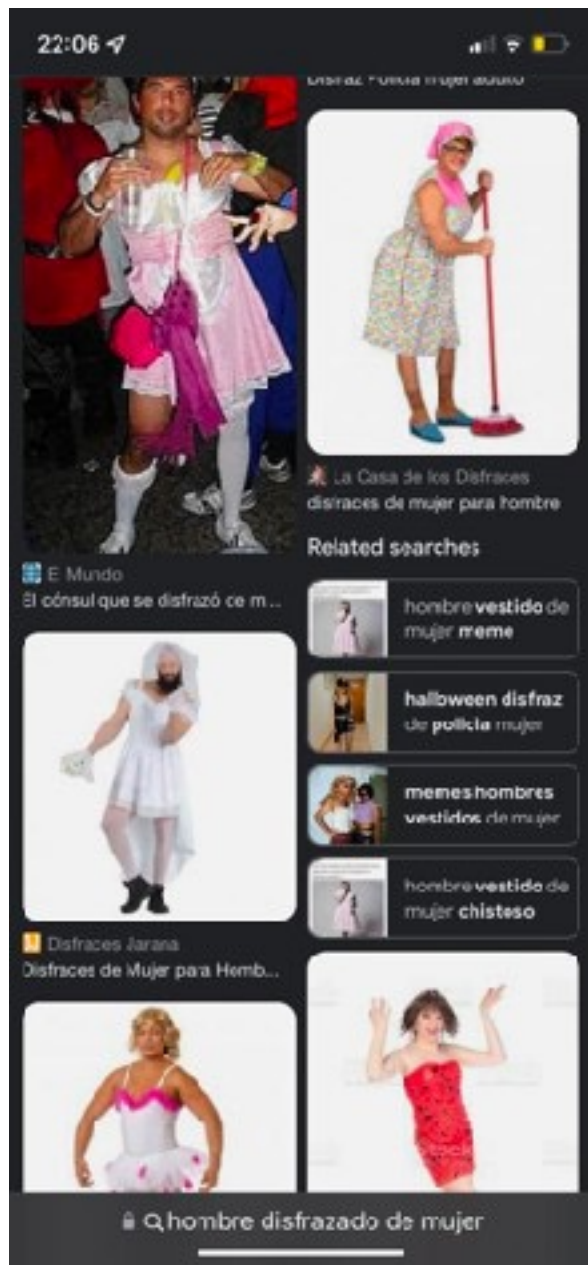 22:06
Disfraz Policía mujer adulto
La Casa de los Disfraces
disfraces de mujer para hombre
E Mundo
El cónsul que se disfrazó de m...
Related searches
hombre vestido de
mujer meme
halloween disfraz
de policia mujer
memes hombres
vestidos de mujer
hombre vestido de
mujer chistoso
Disfraces Jarana
Disfraces de Mujer para Homb...
hombre disfrazado de mujer